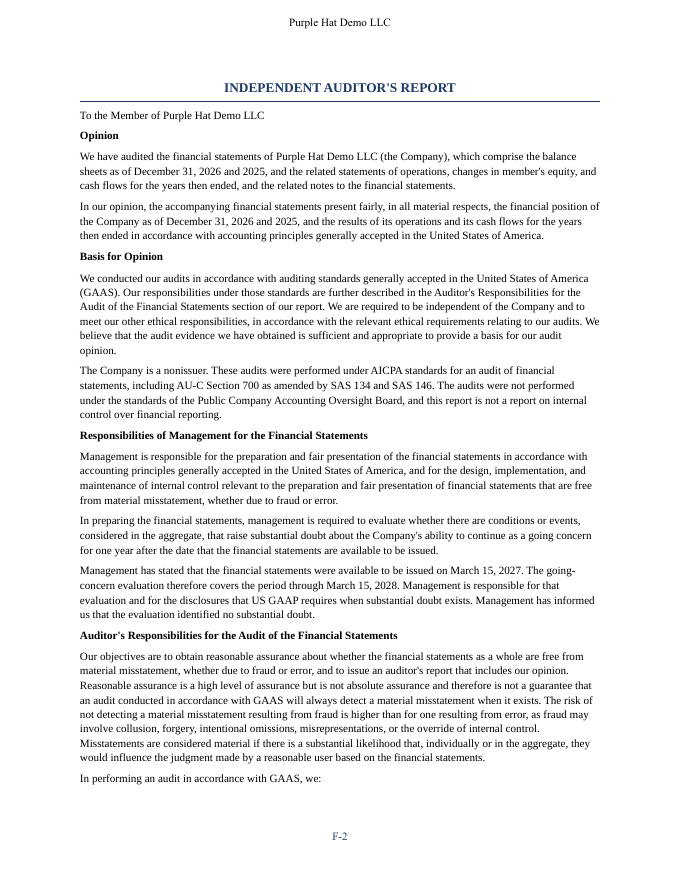 Purple Hat Demo LLC
INDEPENDENT AUDITOR'S REPORT
To the Member of Purple Hat Demo LLC
Opinion
We have audited the financial statements of Purple Hat Demo LLC (the Company), which comprise the balance
sheets as of December 31, 2026 and 2025, and the related statements of operations, changes in member's equity, and
cash flows for the years then ended, and the related notes to the financial statements.
In our opinion, the accompanying financial statements present fairly, in all material respects, the financial position of
the Company as of December 31, 2026 and 2025, and the results of its operations and its cash flows for the years
then ended in accordance with accounting principles generally accepted in the United States of America.
Basis for Opinion
We conducted our audits in accordance with auditing standards generally accepted in the United States of America
(GAAS). Our responsibilities under those standards are further described in the Auditor's Responsibilities for the
Audit of the Financial Statements section of our report. We are required to be independent of the Company and to
meet our other ethical responsibilities, in accordance with the relevant ethical requirements relating to our audits. We
believe that the audit evidence we have obtained is sufficient and appropriate to provide a basis for our audit
opinion.
The Company is a nonissuer. These audits were performed under AICPA standards for an audit of financial
statements, including AU-C Section 700 as amended by SAS 134 and SAS 146. The audits were not performed
under the standards of the Public Company Accounting Oversight Board, and this report is not a report on internal
control over financial reporting.
Responsibilities of Management for the Financial Statements
Management is responsible for the preparation and fair presentation of the financial statements in accordance with
accounting principles generally accepted in the United States of America, and for the design, implementation, and
maintenance of internal control relevant to the preparation and fair presentation of financial statements that are free
from material misstatement, whether due to fraud or error.
In preparing the financial statements, management is required to evaluate whether there are conditions or events,
considered in the aggregate, that raise substantial doubt about the Company's ability to continue as a going concern
for one year after the date that the financial statements are available to be issued.
Management has stated that the financial statements were available to be issued on March 15, 2027. The going-
concern evaluation therefore covers the period through March 15, 2028. Management is responsible for that
evaluation and for the disclosures that US GAAP requires when substantial doubt exists. Management has informed
us that the evaluation identified no substantial doubt.
Auditor's Responsibilities for the Audit of the Financial Statements
Our objectives are to obtain reasonable assurance about whether the financial statements as a whole are free from
material misstatement, whether due to fraud or error, and to issue an auditor's report that includes our opinion.
Reasonable assurance is a high level of assurance but is not absolute assurance and therefore is not a guarantee that
an audit conducted in accordance with GAAS will always detect a material misstatement when it exists. The risk of
not detecting a material misstatement resulting from fraud is higher than for one resulting from error, as fraud may
involve collusion, forgery, intentional omissions, misrepresentations, or the override of internal control.
Misstatements are considered material if there is a substantial likelihood that, individually or in the aggregate, they
would influence the judgment made by a reasonable user based on the financial statements.
In performing an audit in accordance with GAAS, we:
F-2